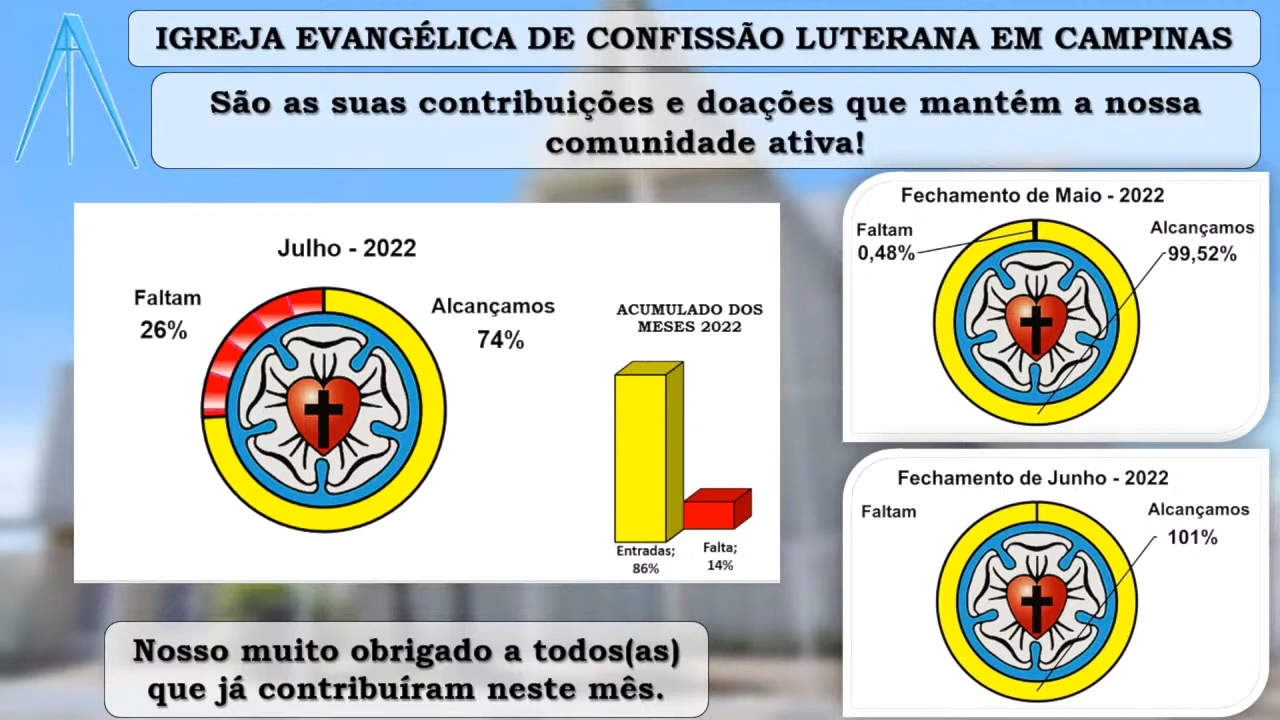 IGREJA EVANGÉLICA DE CONFISSÃO LUTERANA EM CAMPINAS
São as suas contribuições e doações que mantém a nossa
comunidade ativa!
Julho - 2022
Faltam
26%
Alcançamos
74%
ACUMULADO DOS
MESES 2022
Entradas;
86%
Falta;
14%
Fechamento de Maio - 2022
Faltam
0,48%
Alcançamos
99,52%
Fechamento de Junho - 2022
Faltam
Alcançamos
101%
Nosso muito obrigado a todos(as)
que já contribuíram neste mês.